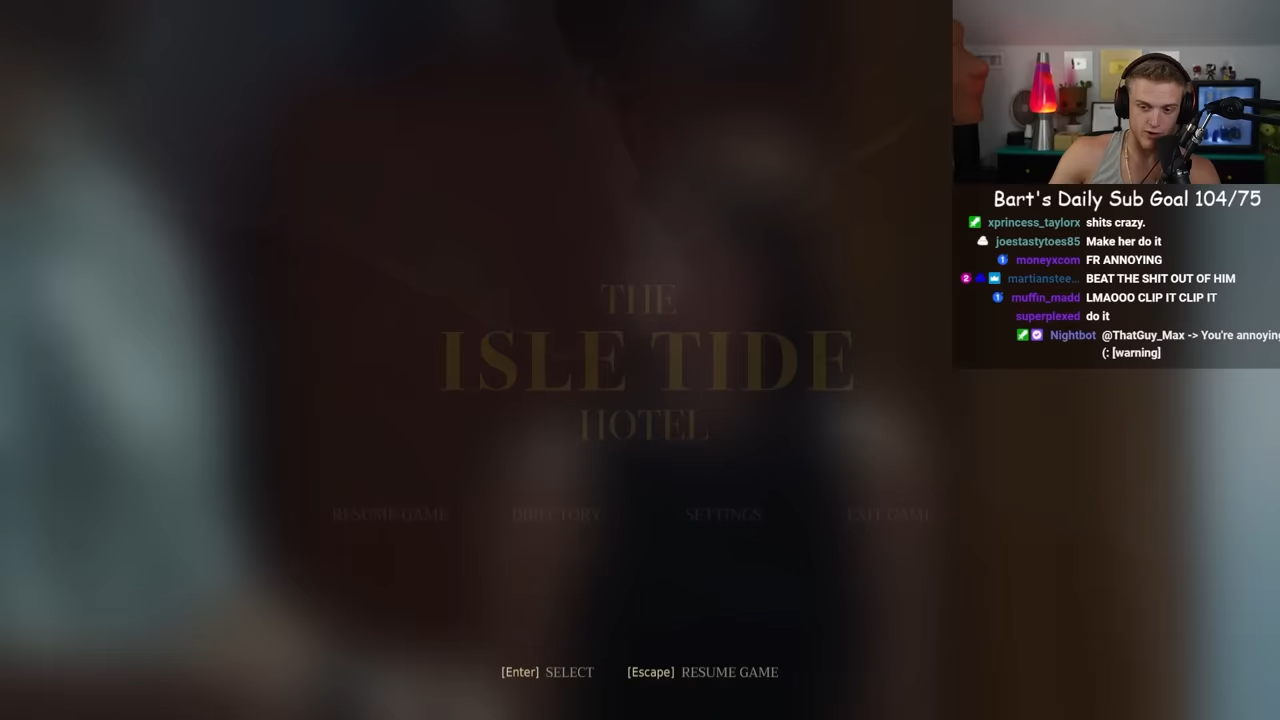 Bart's Daily Sub Goal 104/75
xprincess_taylorx shits crazy.
joestastytoes85 Make her do it
moneyxcom FR ANNOYING
martianstee... BEAT THE SHIT OUT OF HIM
muffin_madd LMAOOO CLIP IT CLIP IT
superplexed do it
Nightbot @ThatGuy_Max -> You're annoying
(: [warning]
THE
ISLE TIDE
HOTEL
RESUME GAME DIRECTORY SETTINGS EXIT GAME
[Enter] SELECT [Escape] RESUME GAME